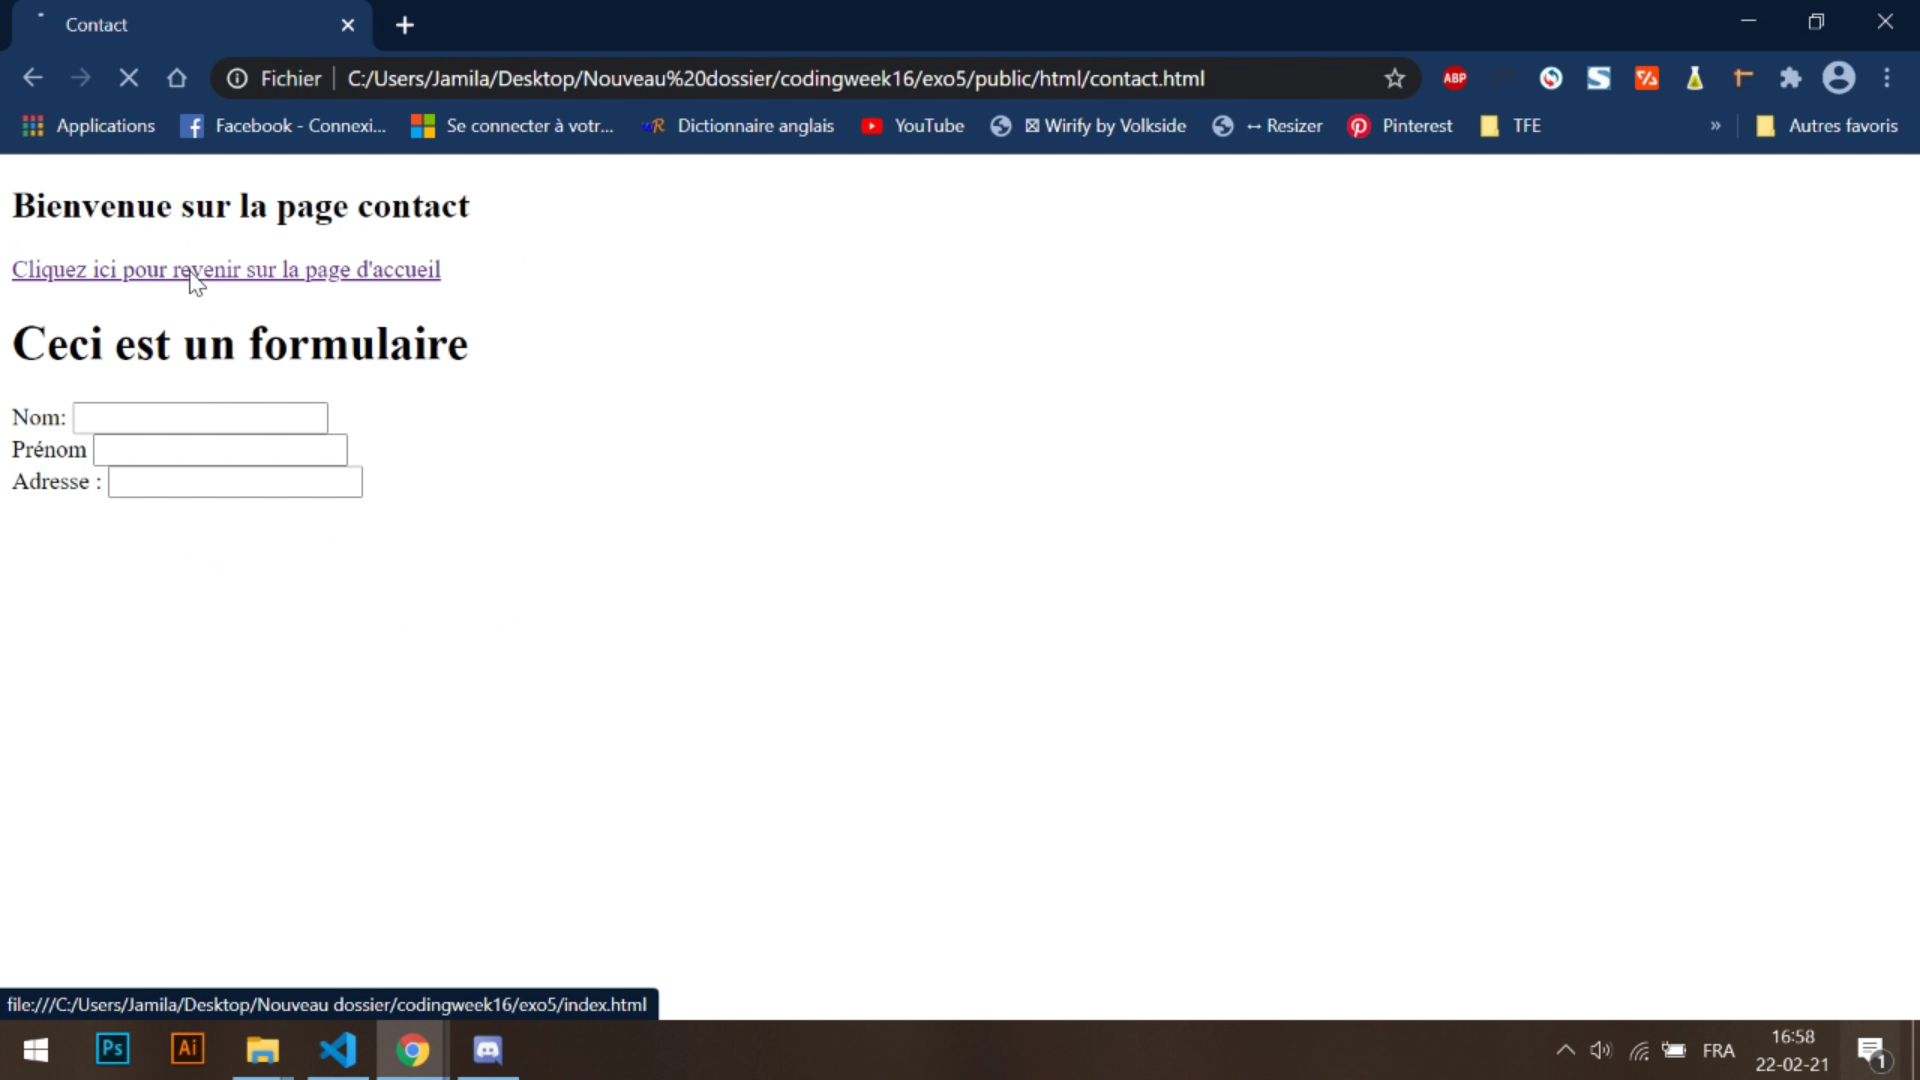 Contact
Fichier C:/Users/Jamila/Desktop/Nouveau%20dossier/codingweek16/exo5/public/html/contact.html
ABP
Applications Facebook - Connexi... Se connecter à votr... Dictionnaire anglais YouTube ⊠ Wirify by Volkside ↔ Resizer Pinterest TFE » Autres favoris
Bienvenue sur la page contact
Cliquez ici pour revenir sur la page d'accueil
Ceci est un formulaire
Nom:
Prénom
Adresse :
file:///C:/Users/Jamila/Desktop/Nouveau dossier/codingweek16/exo5/index.html
Ps Ai FRA
16:58
22-02-21
1